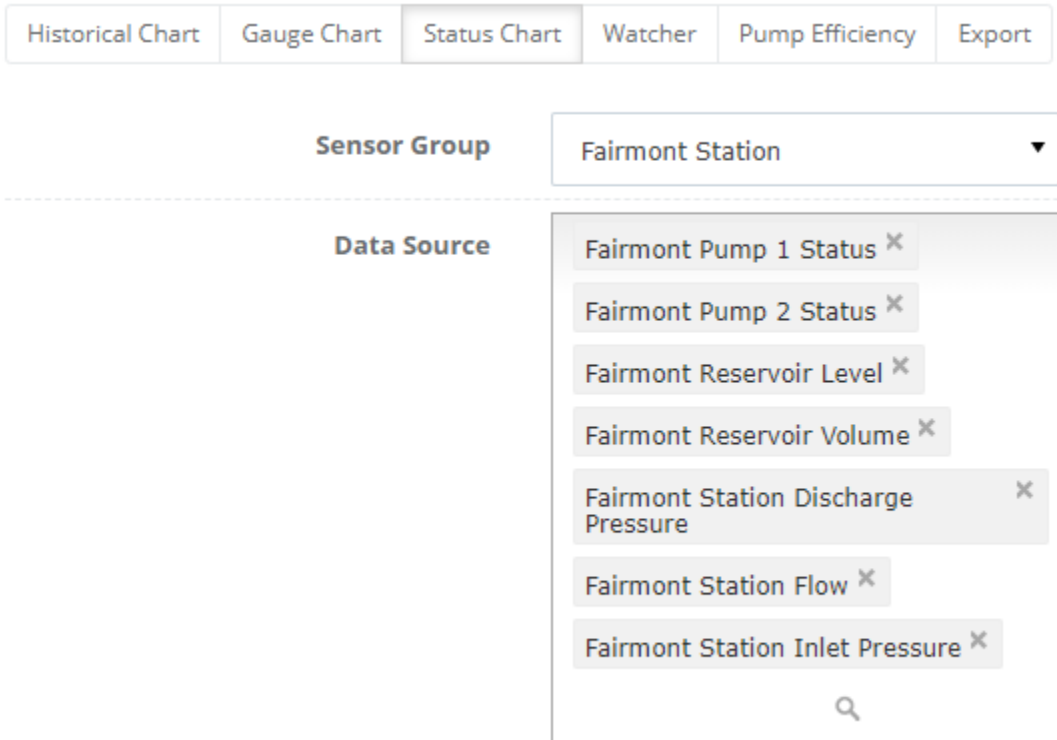 Historical Chart Gauge Chart Status Chart Watcher Pump Efficiency Export
Sensor Group Fairmont Station
Data Source
Fairmont Pump 1 Status
Fairmont Pump 2 Status
Fairmont Reservoir Level
Fairmont Reservoir Volume
Fairmont Station Discharge
Pressure
Fairmont Station Flow
Fairmont Station Inlet Pressure